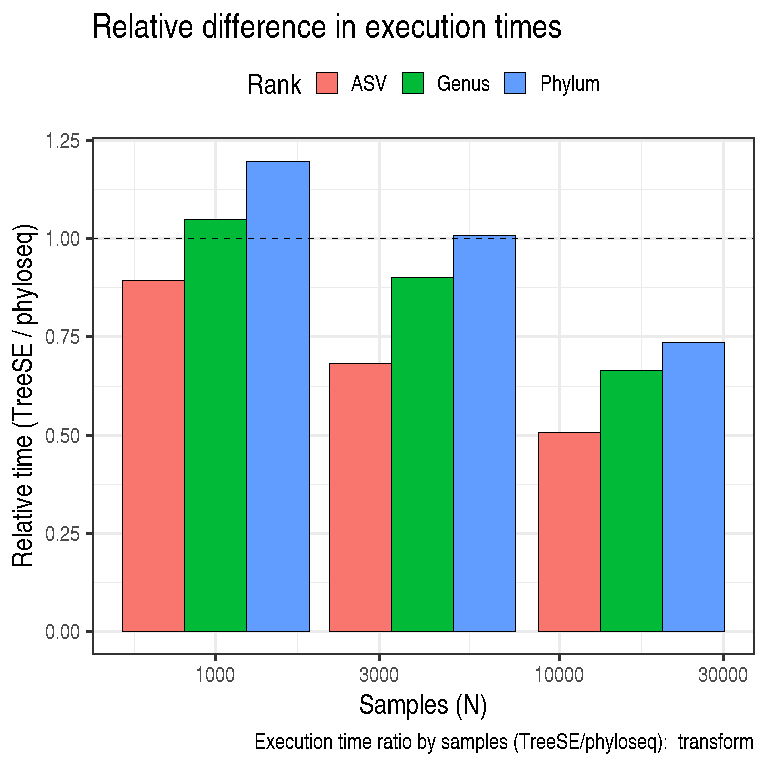 Relative difference in execution times
Rank ASV Genus Phylum
Relative time (TreeSE / phyloseq)
1.25
1.00
0.75
0.50
0.25
0.00
1000 3000 10000 30000
Samples (N)
Execution time ratio by samples (TreeSE/phyloseq): transform